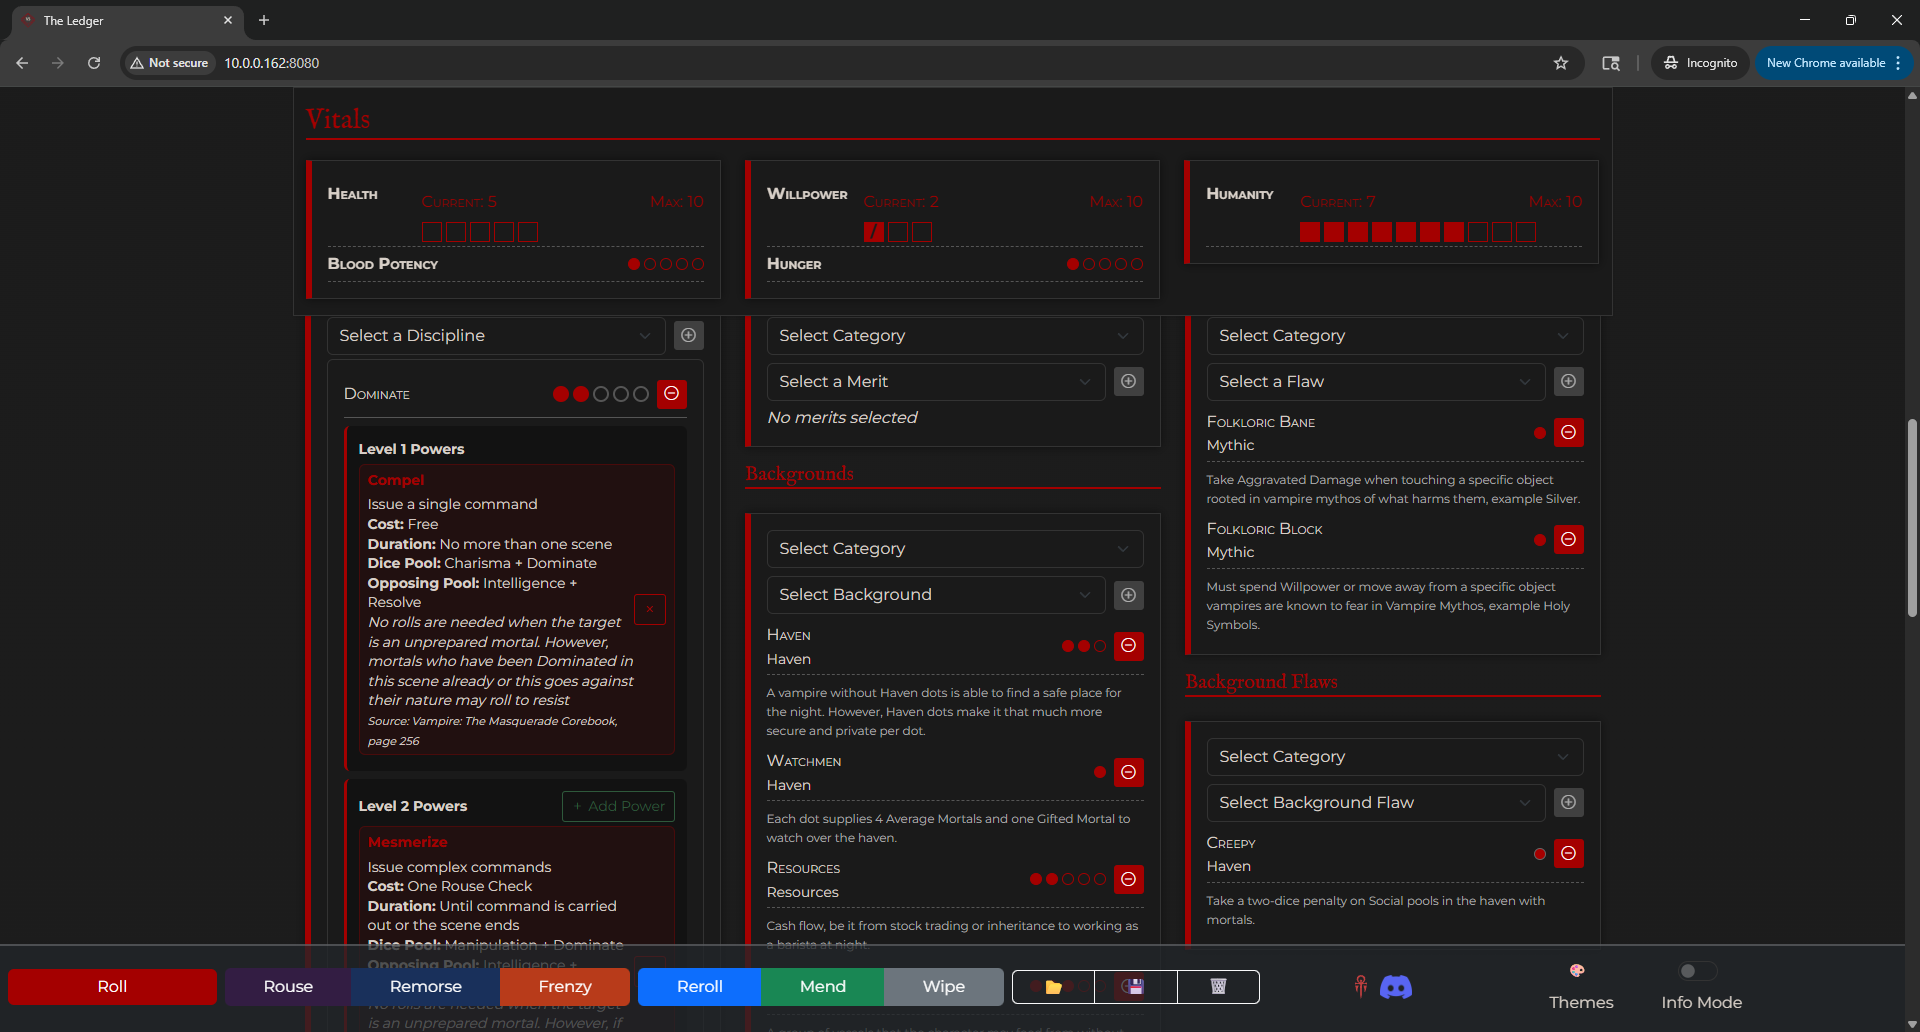 The Ledger
Not secure
10.0.0.162:8080
Incognito
New Chrome available
Vitals
Health
Current: 5
Max: 10
Blood Potency
Willpower
Current: 2
Max: 10
/
Hunger
Humanity
Current: 7
Max: 10
Select a Discipline
Dominate
Level 1 Powers
Compel
Issue a single command
Cost: Free
Duration: No more than one scene
Dice Pool: Charisma + Dominate
Opposing Pool: Intelligence +
Resolve
No rolls are needed when the target
is an unprepared mortal. However,
mortals who have been Dominated in
this scene already or this goes against
their nature may roll to resist
Source: Vampire: The Masquerade Corebook,
page 256
×
Level 2 Powers
+ Add Power
Mesmerize
Issue complex commands
Cost: One Rouse Check
Duration: Until command is carried
out or the scene ends
Dice Pool: Manipulation + Dominate
Opposing Pool: Intelligence +
No rolls are needed when the target
is an unprepared mortal. However, if
Select Category
Select a Merit
No merits selected
Backgrounds
Select Category
Select Background
Haven
Haven
A vampire without Haven dots is able to find a safe place for
the night. However, Haven dots make it that much more
secure and private per dot.
Watchmen
Haven
Each dot supplies 4 Average Mortals and one Gifted Mortal to
watch over the haven.
Resources
Resources
Cash flow, be it from stock trading or inheritance to working as
a barista at night.
Select Category
Select a Flaw
Folkloric Bane
Mythic
Take Aggravated Damage when touching a specific object
rooted in vampire mythos of what harms them, example Silver.
Folkloric Block
Mythic
Must spend Willpower or move away from a specific object
vampires are known to fear in Vampire Mythos, example Holy
Symbols.
Background Flaws
Select Category
Select Background Flaw
Creepy
Haven
Take a two-dice penalty on Social pools in the haven with
mortals.
Roll
Rouse
Remorse
Frenzy
Reroll
Mend
Wipe
Themes
Info Mode